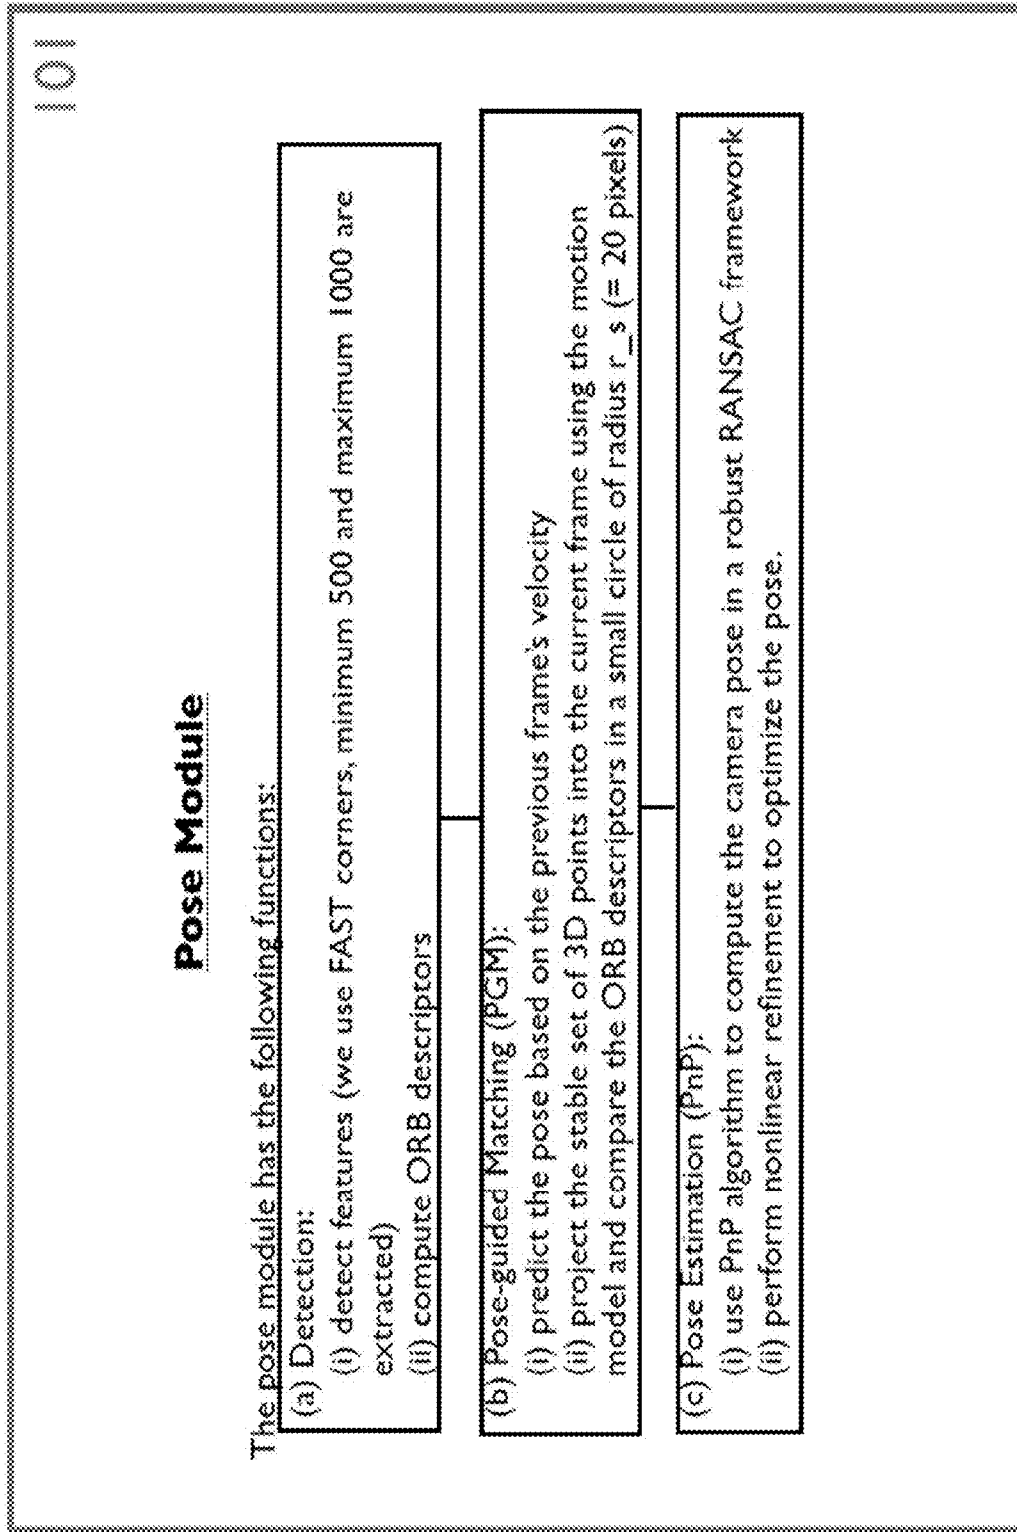 101
Pose Module
The pose module has the following functions:
(a) Detection:
(i) detect features (we use FAST corners, minimum 500 and maximum 1000 are
extracted)
(ii) compute ORB descriptors
(b) Pose-guided Matching (PGM):
(i) predict the pose based on the previous frame's velocity
(ii) project the stable set of 3D points into the current frame using the motion
model and compare the ORB descriptors in a small circle of radius r_s (= 20 pixels)
(c) Pose Estimation (PnP):
(i) use PnP algorithm to compute the camera pose in a robust RANSAC framework
(ii) perform nonlinear refinement to optimize the pose.